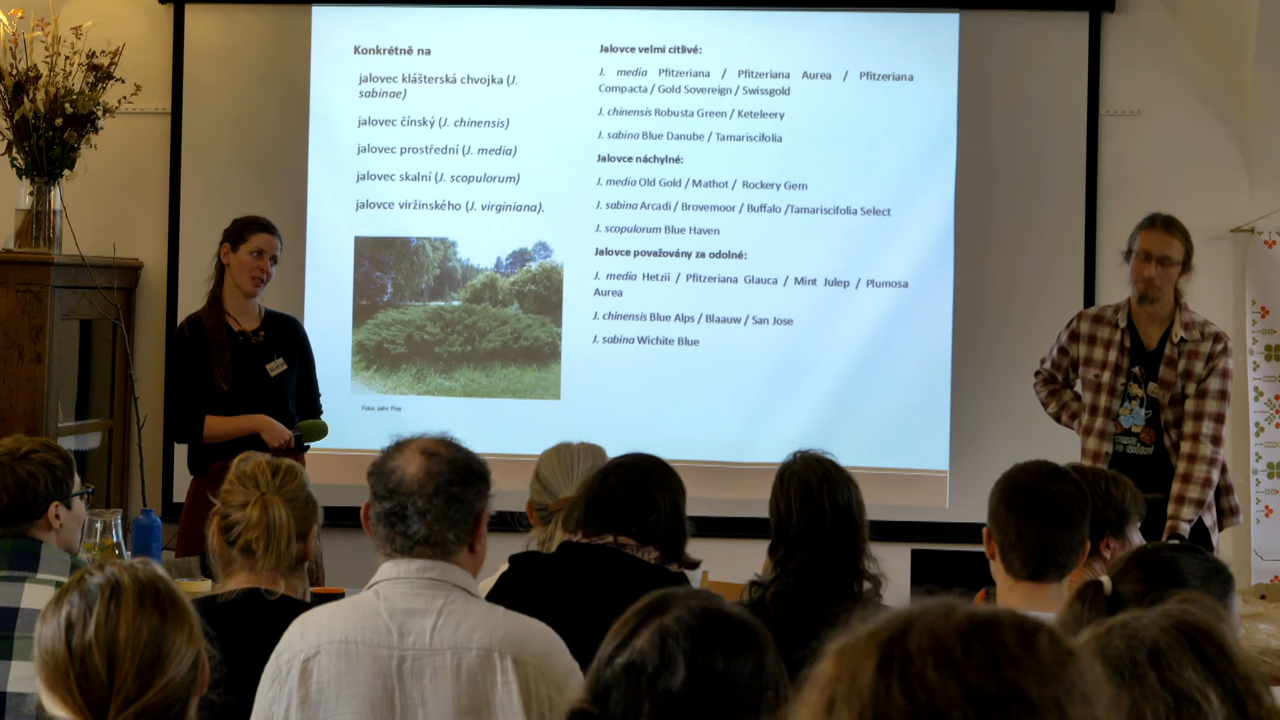 Konkrétně na
jalovec klášterská chvojka (J.
sabinae)
jalovec čínský (J. chinensis)
jalovec prostřední (J. media)
jalovec skalní (J. scopulorum)
jalovce viržinského (J. virginiana).
Jalovce velmi citlivé:
J. media Pfitzeriana / Pfitzeriana Aurea / Pfitzeriana
Compacta / Gold Sovereign / Swissgold
J. chinensis Robusta Green / Keteleery
J. sabina Blue Danube / Tamariscifolia
Jalovce náchylné:
J. media Old Gold / Mathot / Rockery Gem
J. sabina Arcadi / Brovemoor / Buffalo /Tamariscifolia Select
J. scopulorum Blue Haven
Jalovce považovány za odolné:
J. media Hetzii / Pfitzeriana Glauca / Mint Julep / Plumosa
Aurea
J. chinensis Blue Alps / Blaauw / San Jose
J. sabina Wichite Blue